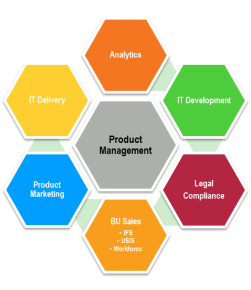 Analytics
IT Delivery
IT Development
Product
Management
Product
Marketing
Legal
Compliance
BU Sales
• IFS
• USIS
• Workforce